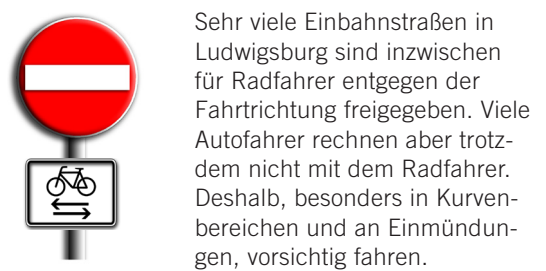 Sehr viele Einbahnstraßen in
Ludwigsburg sind inzwischen
für Radfahrer entgegen der
Fahrtrichtung freigegeben. Viele
Autofahrer rechnen aber trotz-
dem nicht mit dem Radfahrer.
Deshalb, besonders in Kurven-
bereichen und an Einmündun-
gen, vorsichtig fahren.